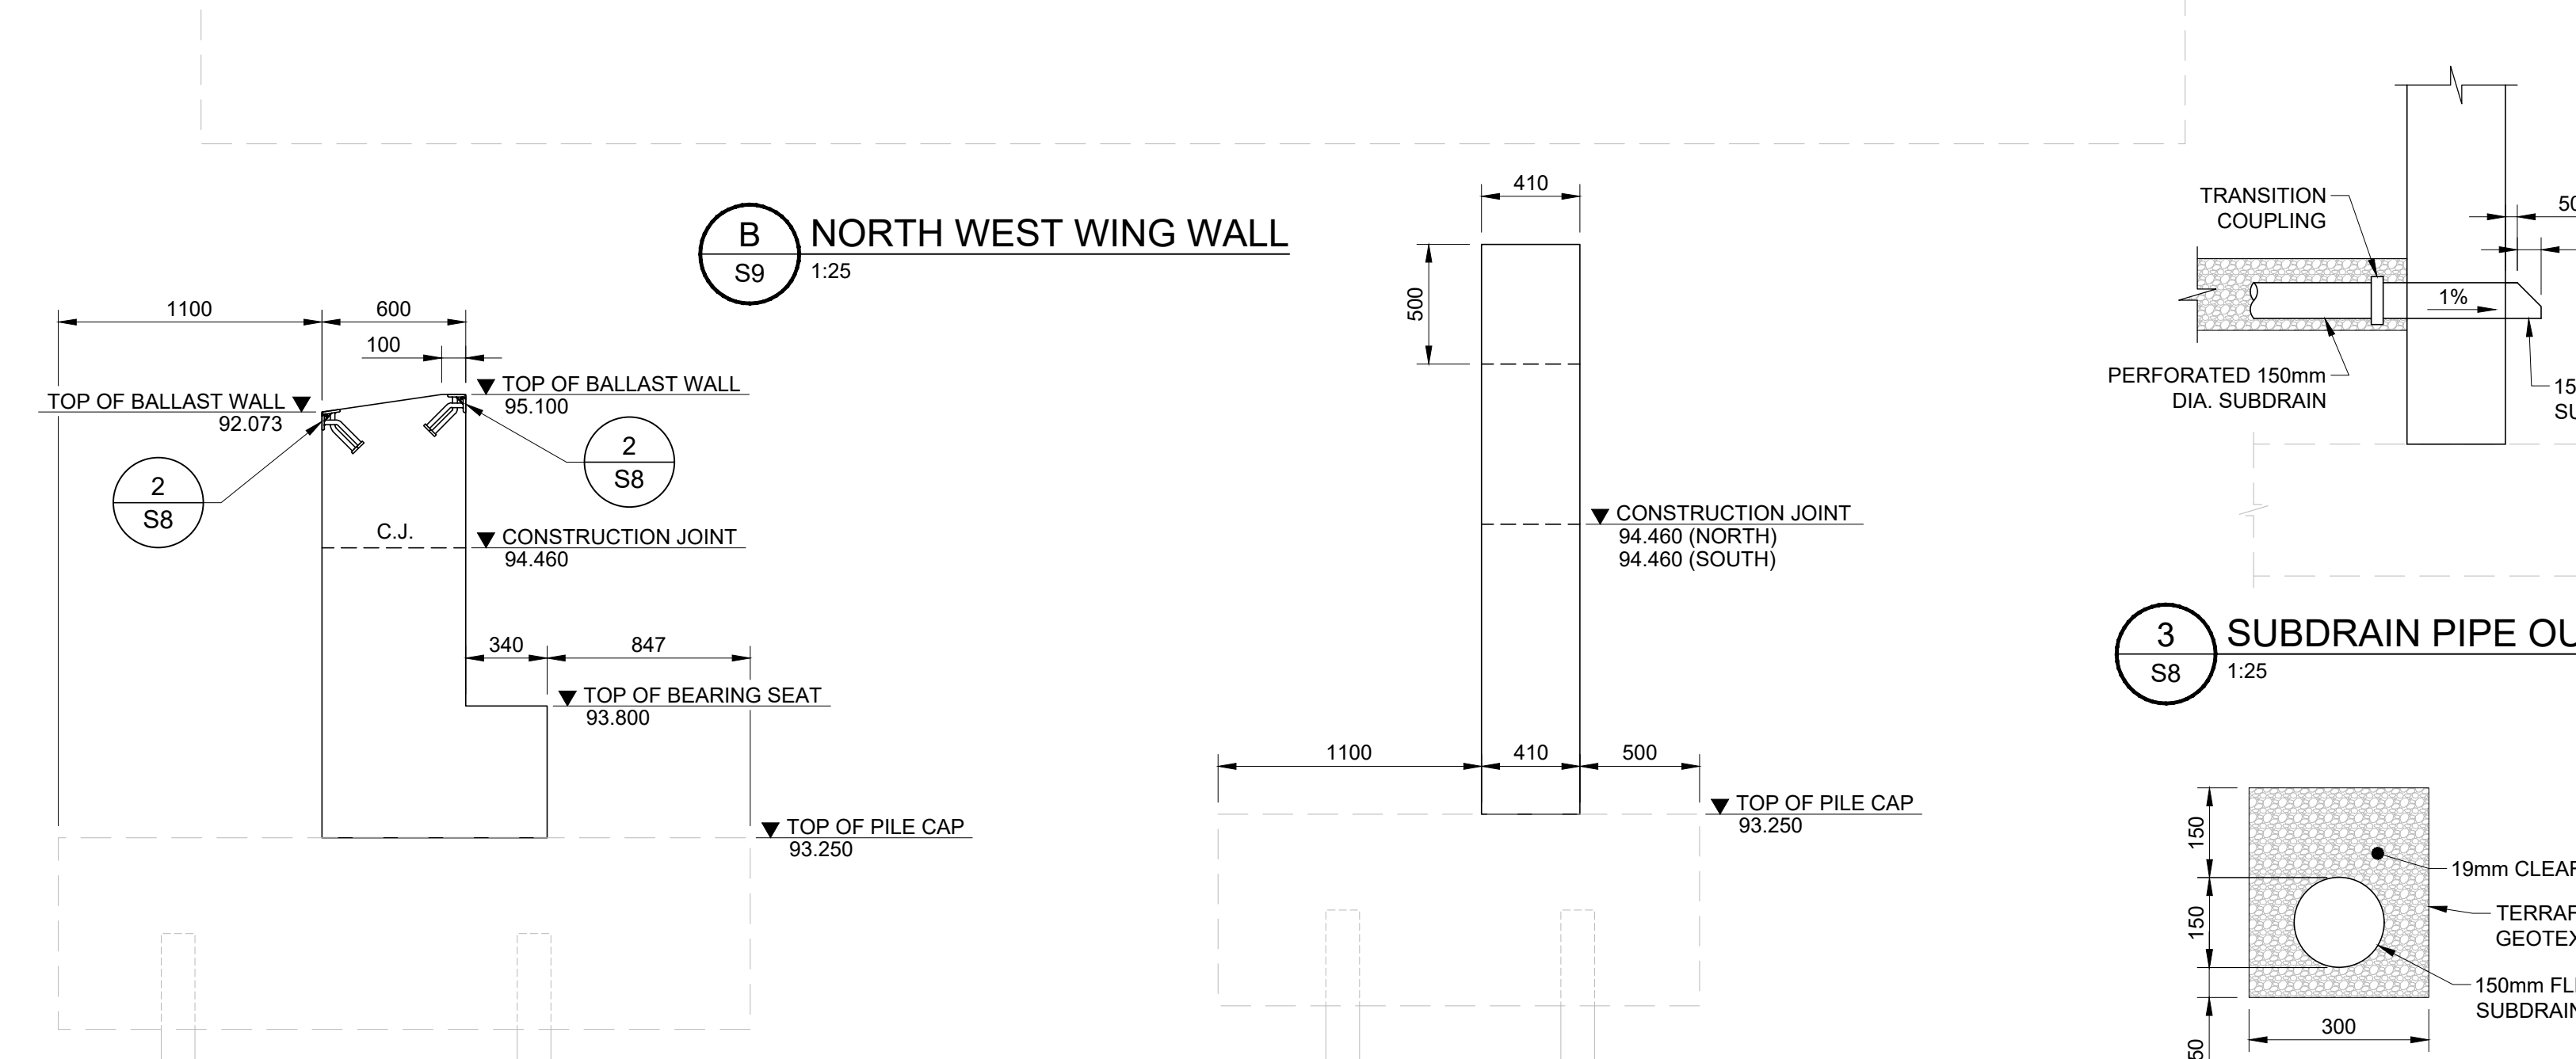 B
S9
NORTH WEST WING WALL
1:25
1100
600
100
TOP OF BALLAST WALL
92.073
TOP OF BALLAST WALL
95.100
2
S8
2
S8
C.J.
CONSTRUCTION JOINT
94.460
340
847
TOP OF BEARING SEAT
93.800
TOP OF PILE CAP
93.250
410
500
CONSTRUCTION JOINT
94.460 (NORTH)
94.460 (SOUTH)
1100
410
500
TOP OF PILE CAP
93.250
TRANSITION
COUPLING
1%
PERFORATED 150mm
DIA. SUBDRAIN
3
S8
SUBDRAIN PIPE
1:25
150
150
19mm
150mm
300